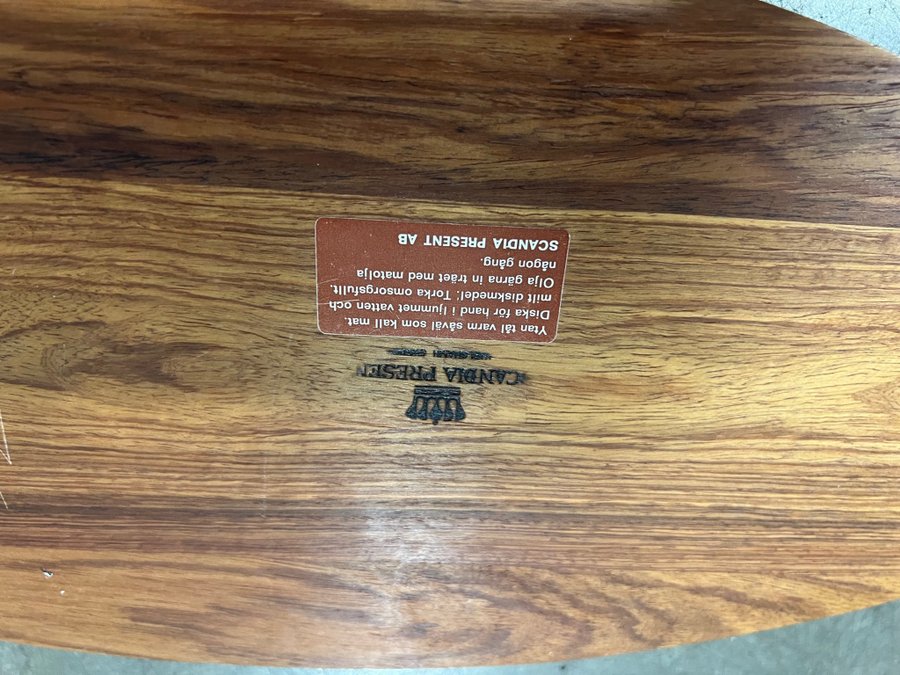 Ytan tål varm såväl som kall mat.
Diska för hand i ljummet vatten och
milt diskmedel. Torka omsorgsfullt.
Olja gärna in träet med matolja
någon gång.
SCANDIA PRESENT AB
SCANDIA PRESEN